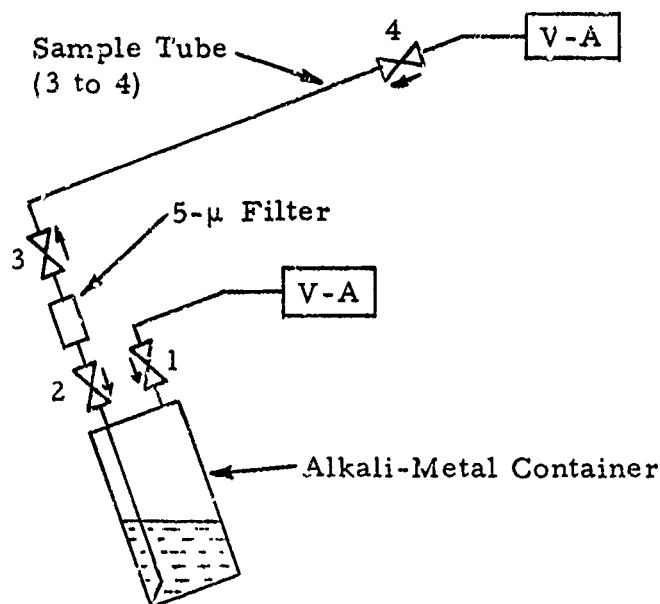 4
V-A
Sample Tube
(3 to 4)
5-μ Filter
3
V-A
2
1
Alkali-Metal Container